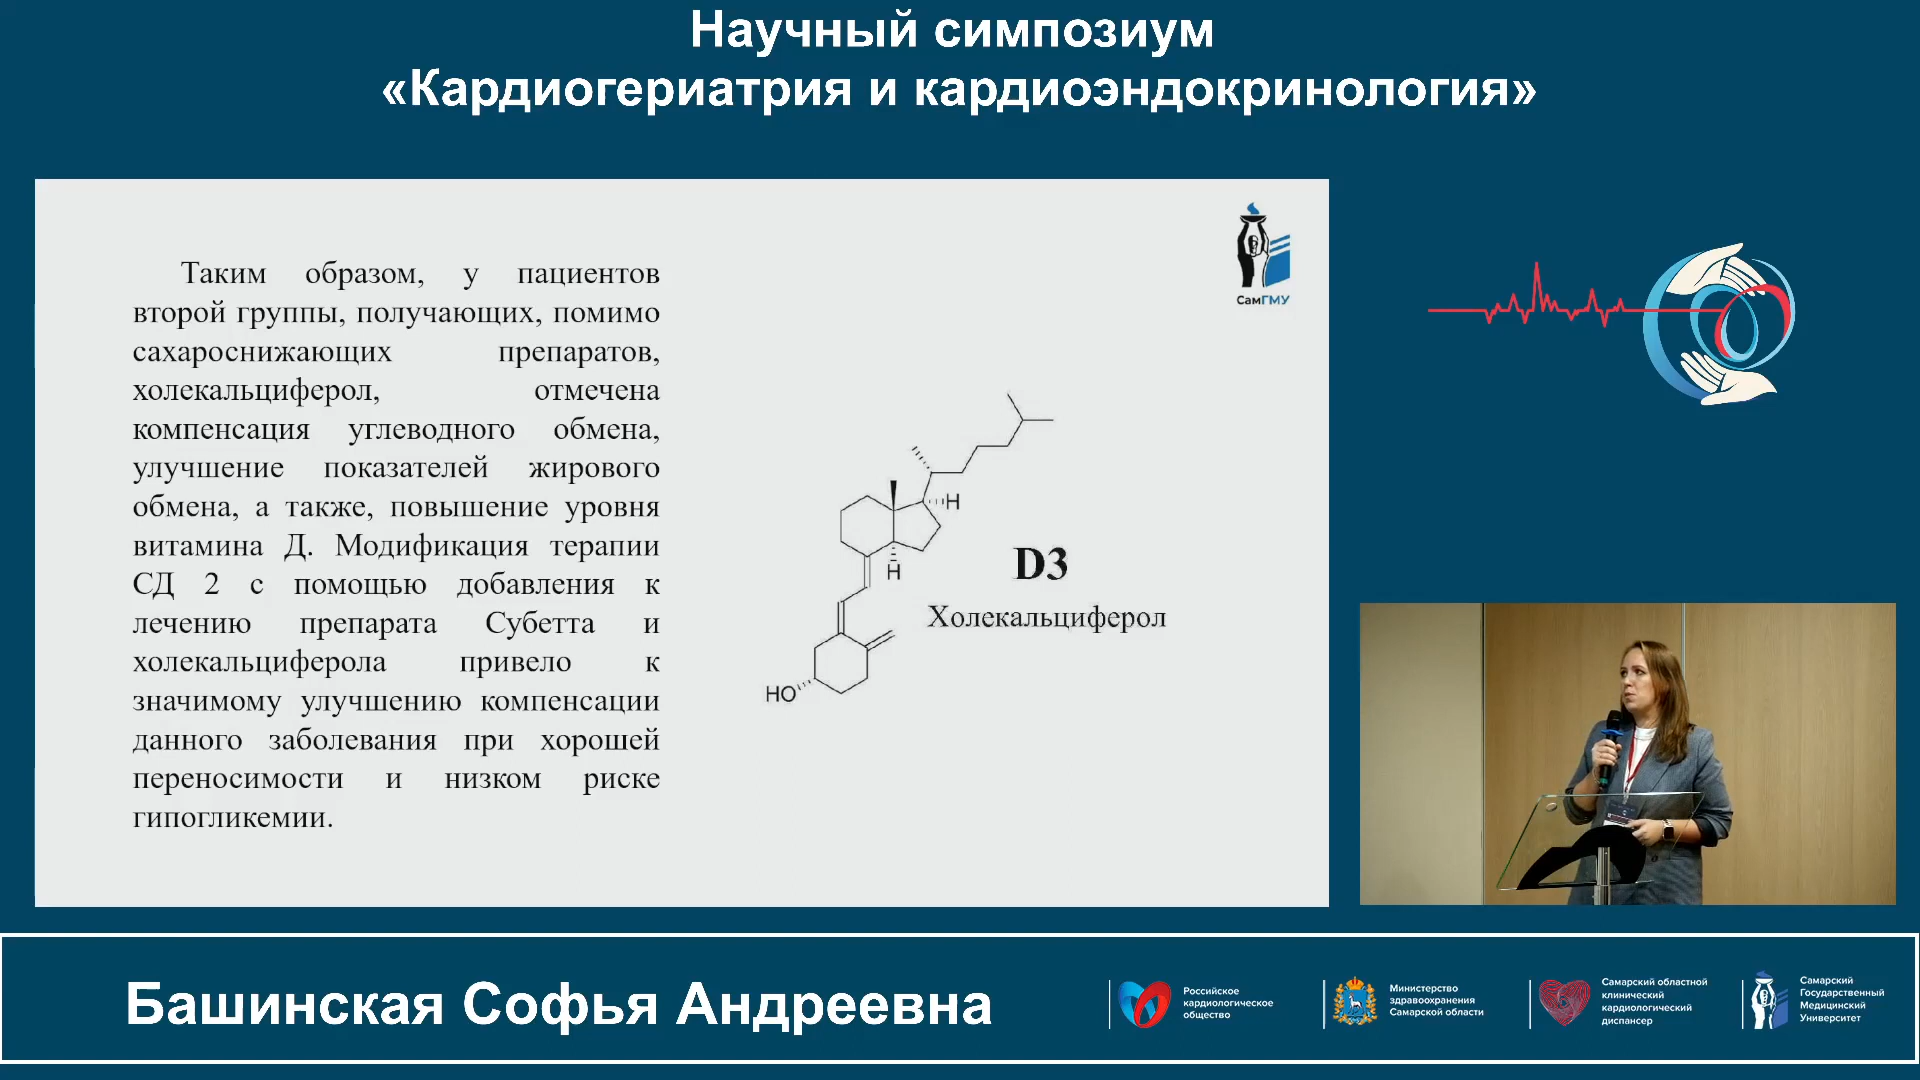 Научный симпозиум
«Кардиогериатрия и кардиоэндокринология»
Таким образом, у пациентов
второй группы, получающих, помимо
сахароснижающих препаратов,
холекальциферол, отмечена
компенсация углеводного обмена,
улучшение показателей жирового
обмена, а также, повышение уровня
витамина Д. Модификация терапии
СД 2 с помощью добавления к
лечению препарата Субетта и
холекальциферола привело к
значимому улучшению компенсации
данного заболевания при хорошей
переносимости и низком риске
гипогликемии.
СамГМУ
H
H
D3
Холекальциферол
HO
Башинская Софья Андреевна
Российское
кардиологическое
общество
Министерство
здравоохранения
Самарской области
Самарский областной
клинический
кардиологический
диспансер
Самарский
Государственный
Медицинский
Университет